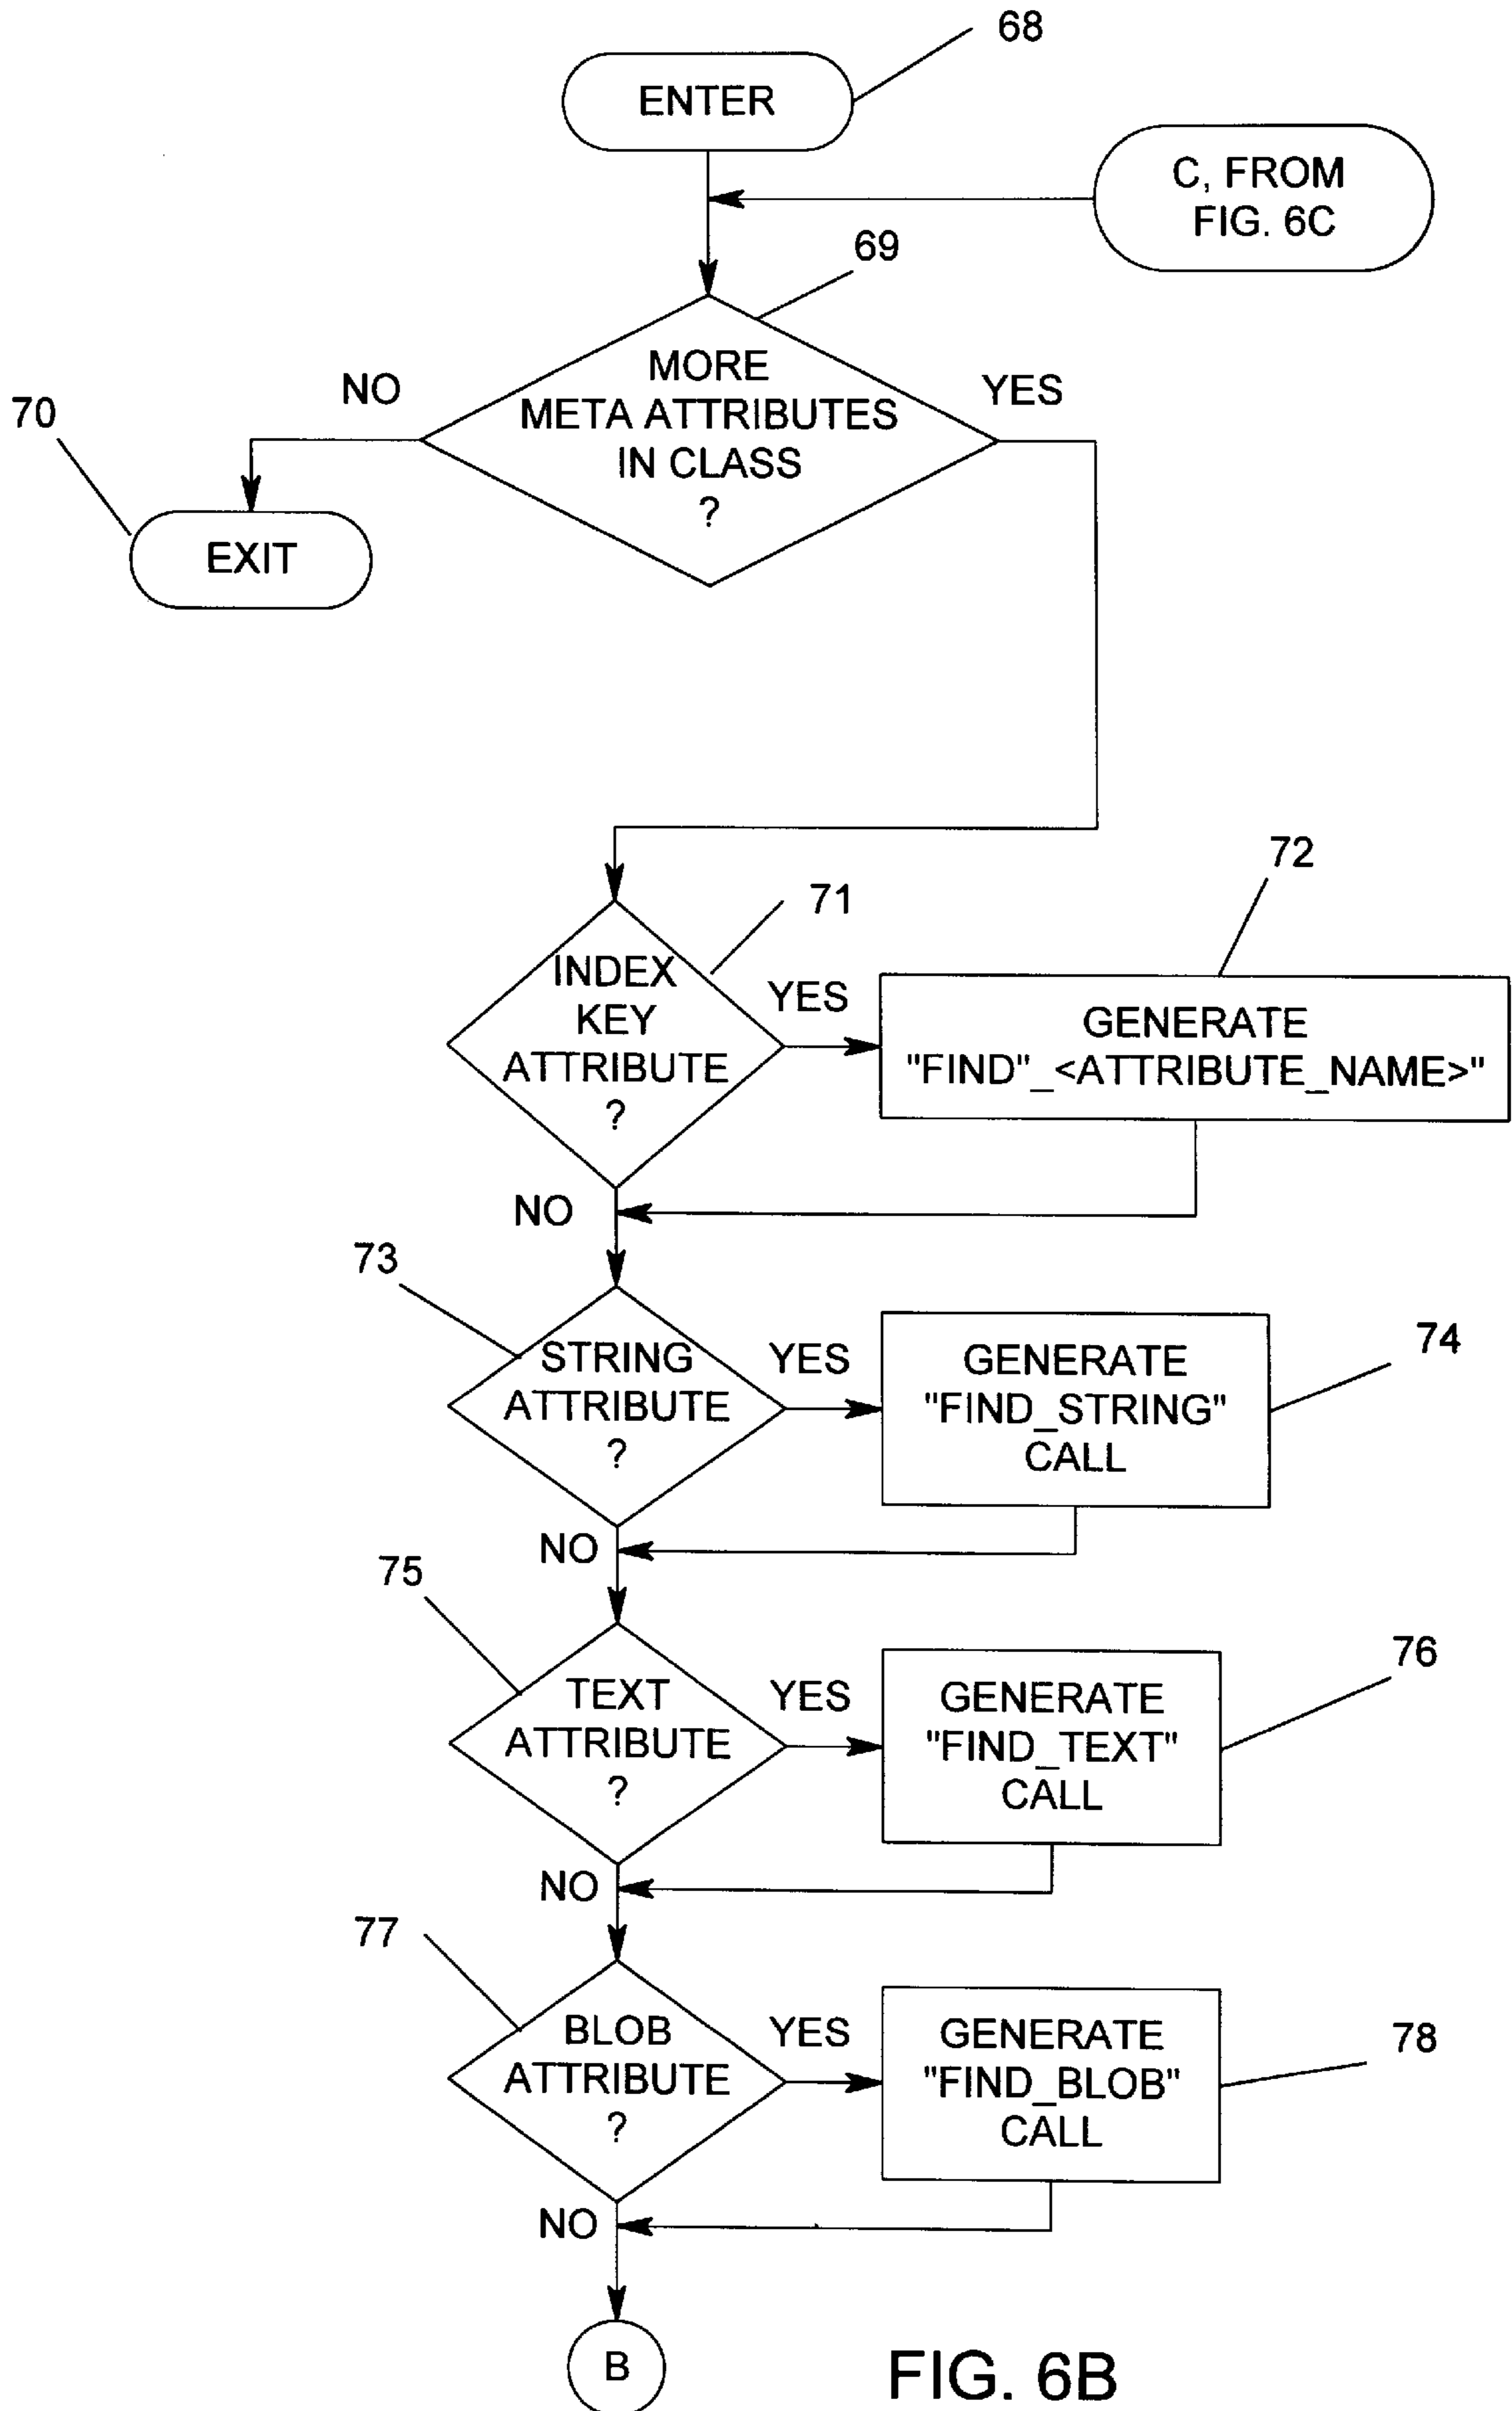 68
ENTER
C, FROM
FIG. 6C
69
MORE
META ATTRIBUTES
IN CLASS
?
NO
YES
70
EXIT
71
INDEX
KEY
ATTRIBUTE
?
YES
72
GENERATE
"FIND"_<ATTRIBUTE_NAME>"
NO
73
STRING
ATTRIBUTE
?
YES
GENERATE
"FIND_STRING"
CALL
74
NO
75
TEXT
ATTRIBUTE
?
YES
GENERATE
"FIND_TEXT"
CALL
76
NO
77
BLOB
ATTRIBUTE
?
YES
GENERATE
"FIND_BLOB"
CALL
78
NO
B
FIG. 6B